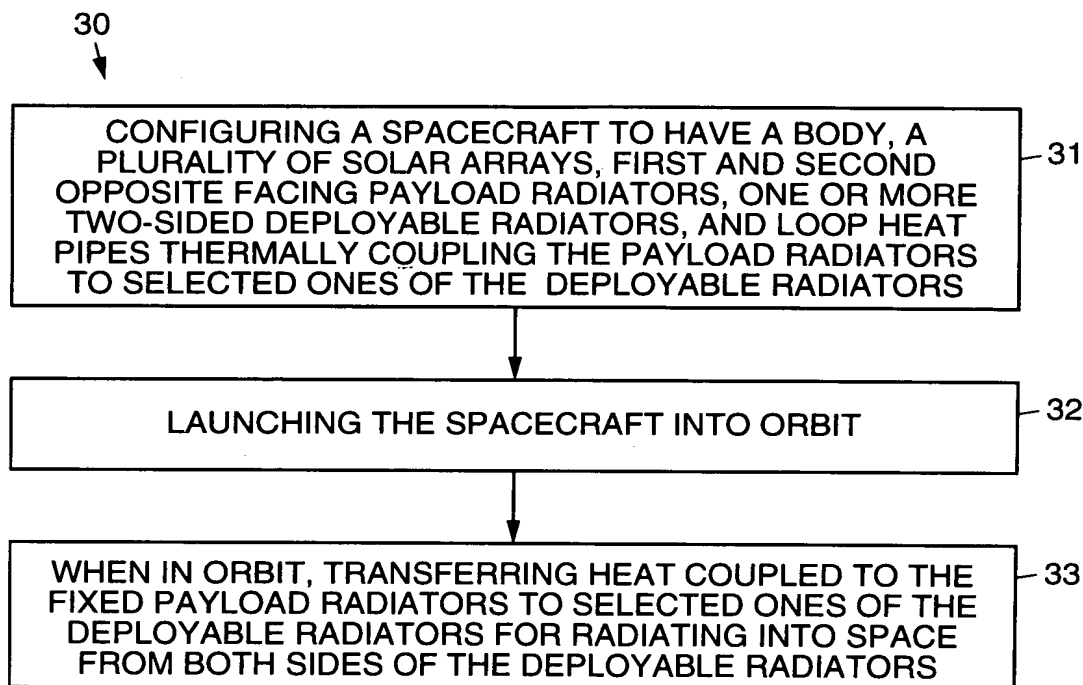 30
CONFIGURING A SPACECRAFT TO HAVE A BODY, A
PLURALITY OF SOLAR ARRAYS, FIRST AND SECOND
OPPOSITE FACING PAYLOAD RADIATORS, ONE OR MORE
TWO-SIDED DEPLOYABLE RADIATORS, AND LOOP HEAT
PIPES THERMALLY COUPLING THE PAYLOAD RADIATORS
TO SELECTED ONES OF THE DEPLOYABLE RADIATORS
31
LAUNCHING THE SPACECRAFT INTO ORBIT
32
WHEN IN ORBIT, TRANSFERRING HEAT COUPLED TO THE
FIXED PAYLOAD RADIATORS TO SELECTED ONES OF THE
DEPLOYABLE RADIATORS FOR RADIATING INTO SPACE
FROM BOTH SIDES OF THE DEPLOYABLE RADIATORS
33